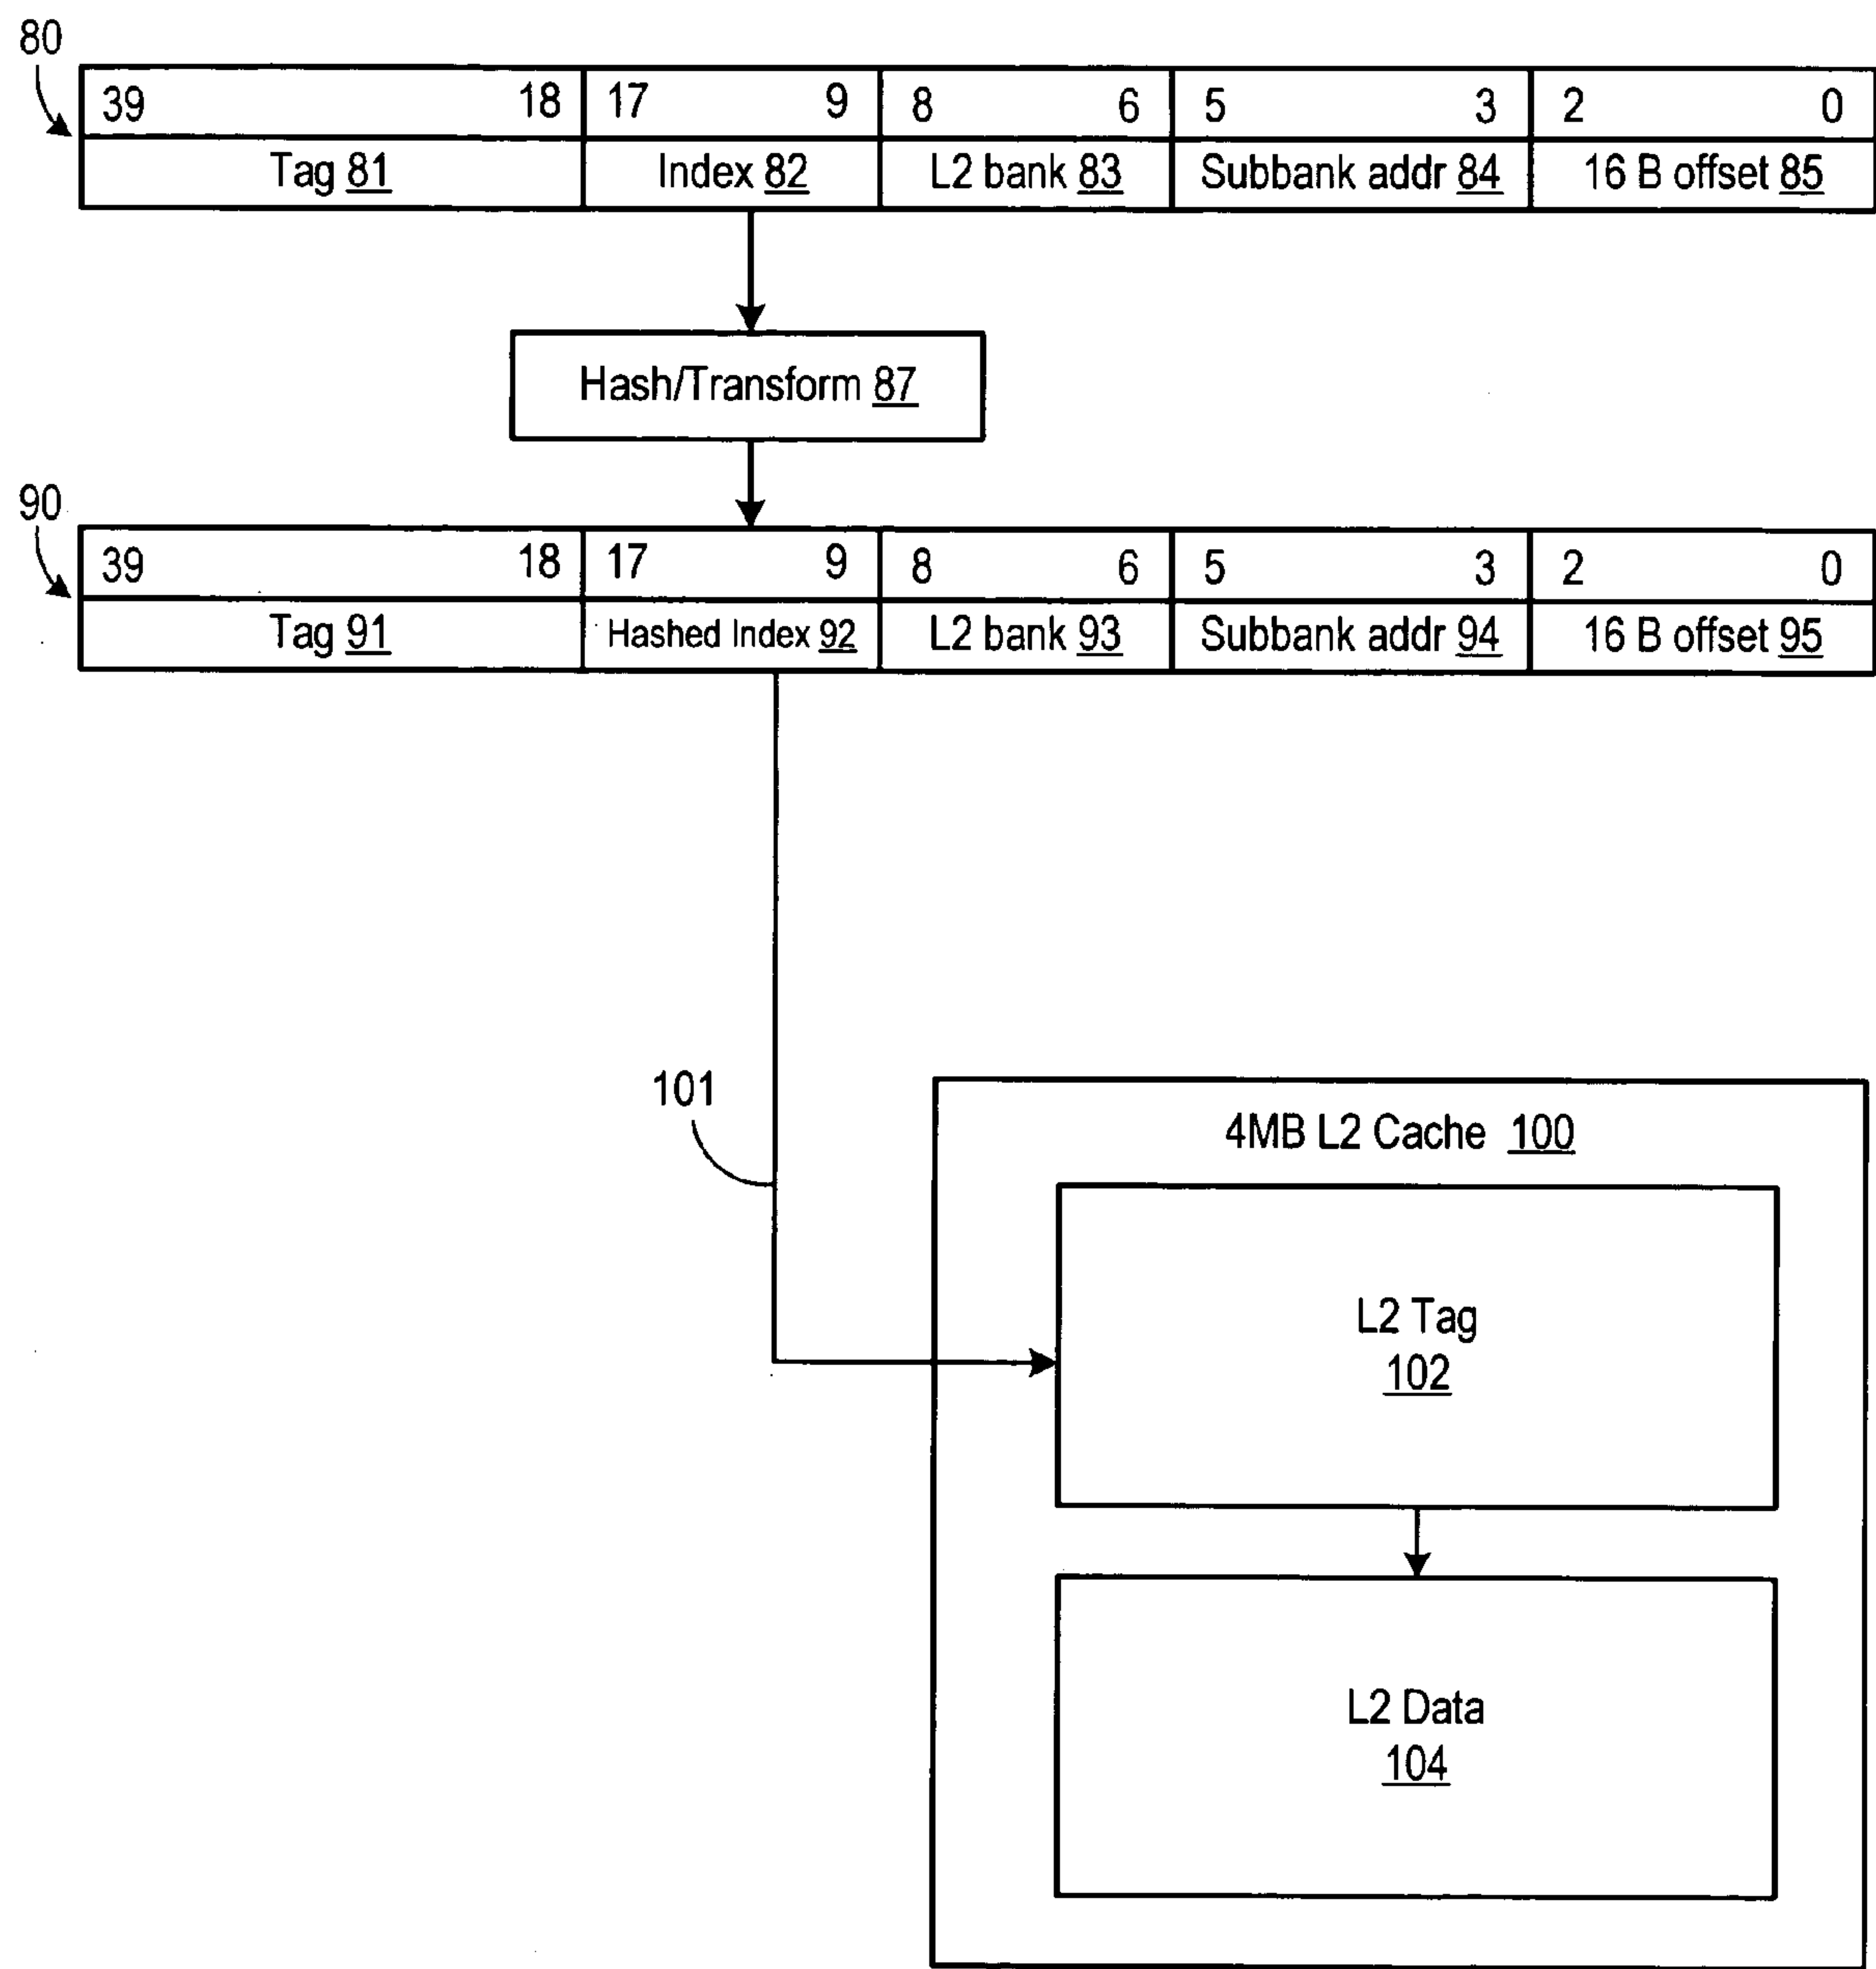 80
39 18 17 9 8 6 5 3 2 0
Tag 81 Index 82 L2 bank 83 Subbank addr 84 16 B offset 85
Hash/Transform 87
90
39 18 17 9 8 6 5 3 2 0
Tag 91 Hashed Index 92 L2 bank 93 Subbank addr 94 16 B offset 95
101
4MB L2 Cache 100
L2 Tag
102
L2 Data
104